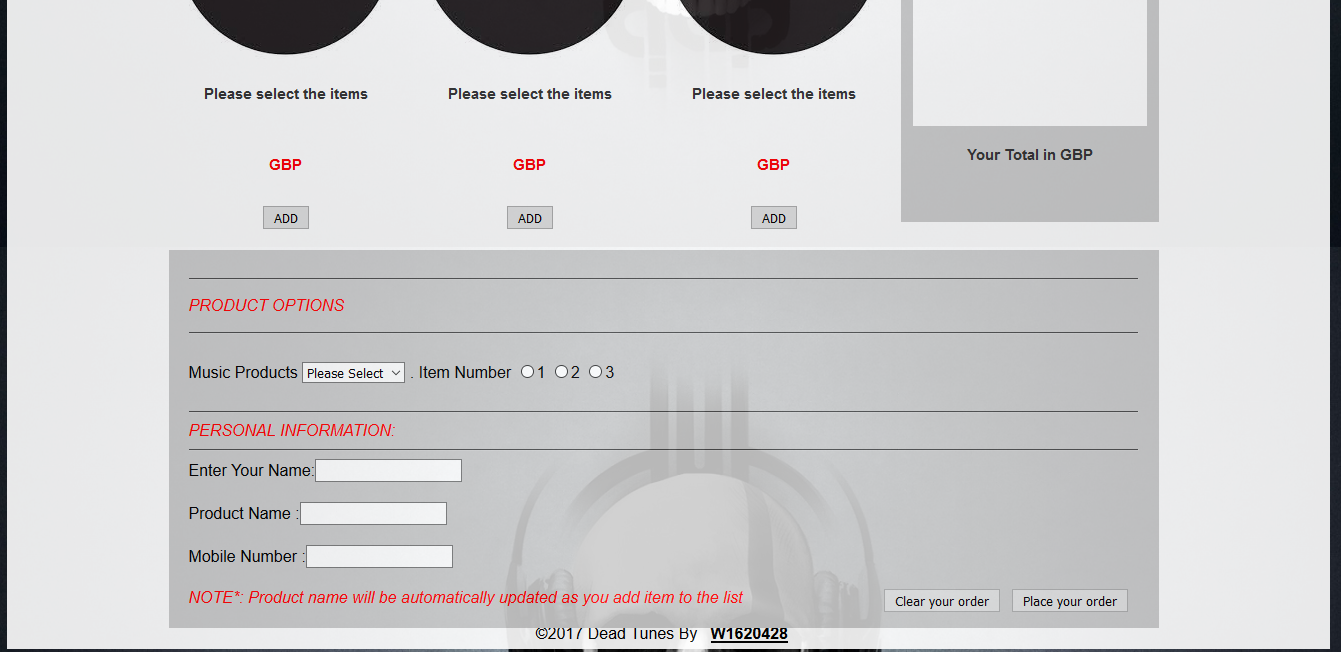 Please select the items Please select the items Please select the items
Your Total in GBP
GBP GBP GBP
ADD ADD ADD
PRODUCT OPTIONS
Music Products Please Select . Item Number 1 2 3
PERSONAL INFORMATION:
Enter Your Name:
Product Name :
Mobile Number :
NOTE*: Product name will be automatically updated as you add item to the list Clear your order Place your order
©2017 Dead Tunes By W1620428